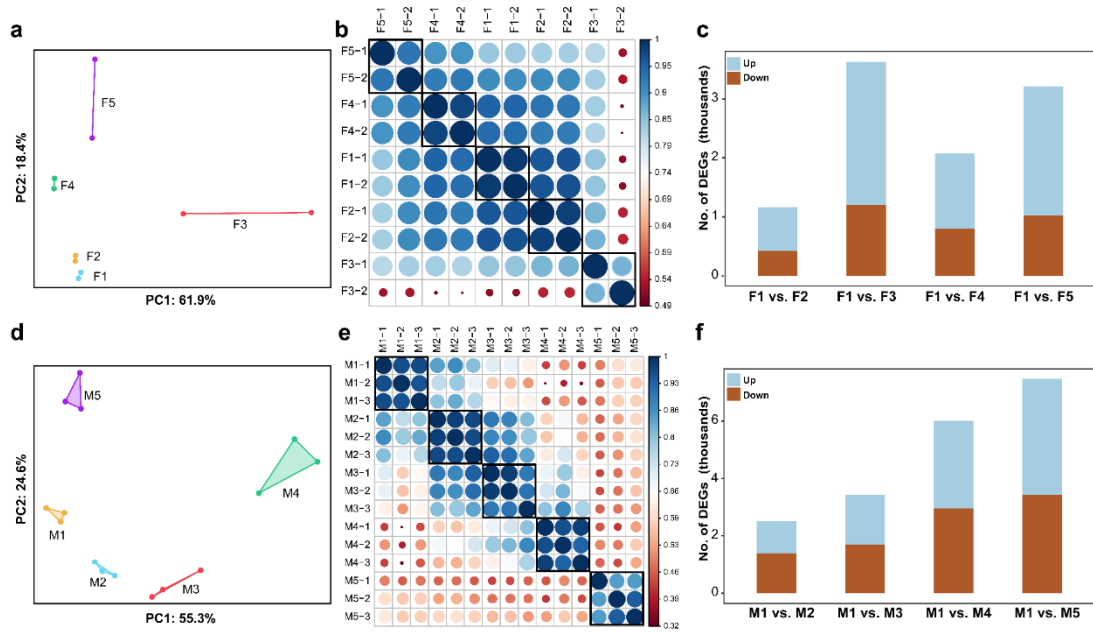 a
F5
F4
F3
F2
F1
PC2: 18.4%
PC1: 61.9%
b
F5-1 F5-2 F4-1 F4-2 F1-1 F1-2 F2-1 F2-2 F3-1 F3-2
F5-1
F5-2
F4-1
F4-2
F1-1
F1-2
F2-1
F2-2
F3-1
F3-2
1
0.95
0.9
0.85
0.79
0.74
0.69
0.64
0.59
0.54
0.49
c
Up
Down
No. of DEGs (thousands)
3
2
1
0
F1 vs. F2 F1 vs. F3 F1 vs. F4 F1 vs. F5
d
M5
M4
M1
M2
M3
PC2: 24.6%
PC1: 55.3%
e
M1-1 M1-2 M1-3 M2-1 M2-2 M2-3 M3-1 M3-2 M3-3 M4-1 M4-2 M4-3 M5-1 M5-2 M5-3
M1-1
M1-2
M1-3
M2-1
M2-2
M2-3
M3-1
M3-2
M3-3
M4-1
M4-2
M4-3
M5-1
M5-2
M5-3
1
0.93
0.86
0.8
0.73
0.66
0.59
0.52
0.45
0.39
0.32
f
Up
Down
No. of DEGs (thousands)
6
4
2
0
M1 vs. M2 M1 vs. M3 M1 vs. M4 M1 vs. M5